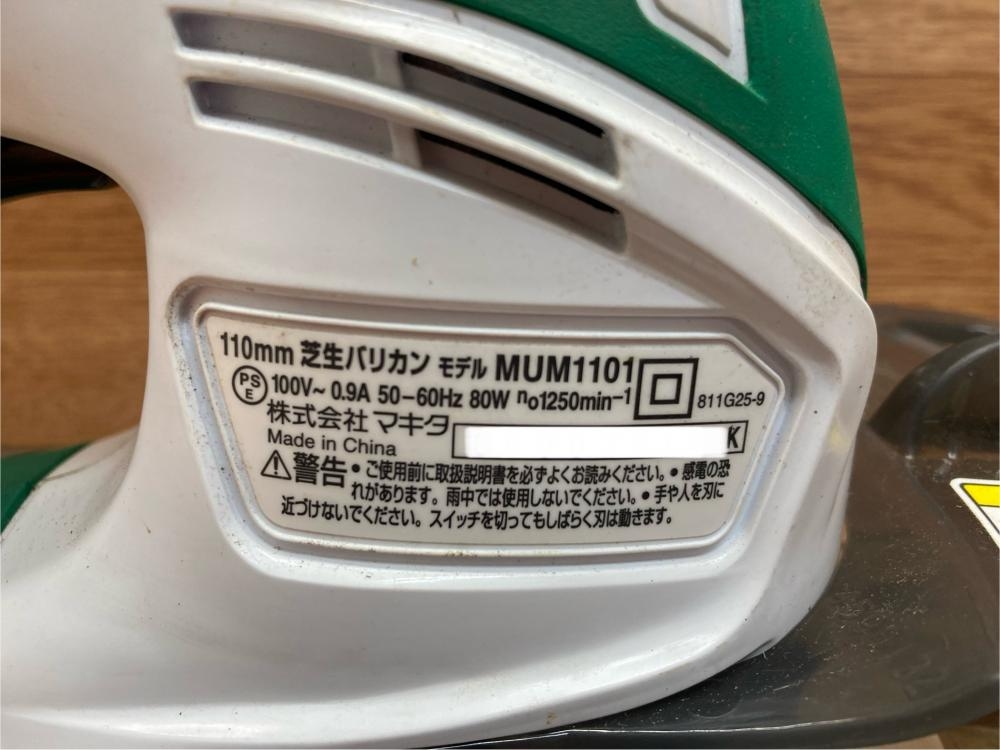 110mm 芝生バリカン モデル MUM1101
PS E 100V~ 0.9A 50-60Hz 80W n₀1250min⁻¹ 811G25-9
株式会社 マキタ
Made in China K
警告 • ご使用前に取扱説明書を必ずよくお読みください。• 感電の恐
れがあります。雨中では使用しないでください。• 手や人を刃に
近づけないでください。スイッチを切ってもしばらく刃は動きます。